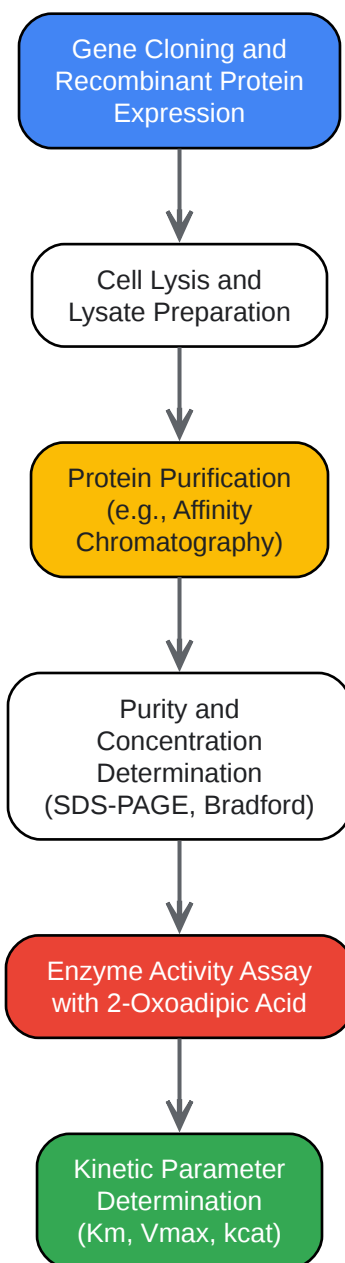 Gene Cloning and
Recombinant Protein
Expression
Cell Lysis and
Lysate Preparation
Protein Purification
(e.g., Affinity
Chromatography)
Purity and
Concentration
Determination
(SDS-PAGE, Bradford)
Enzyme Activity Assay
with 2-Oxoadipic Acid
Kinetic Parameter
Determination
(Km, Vmax, kcat)